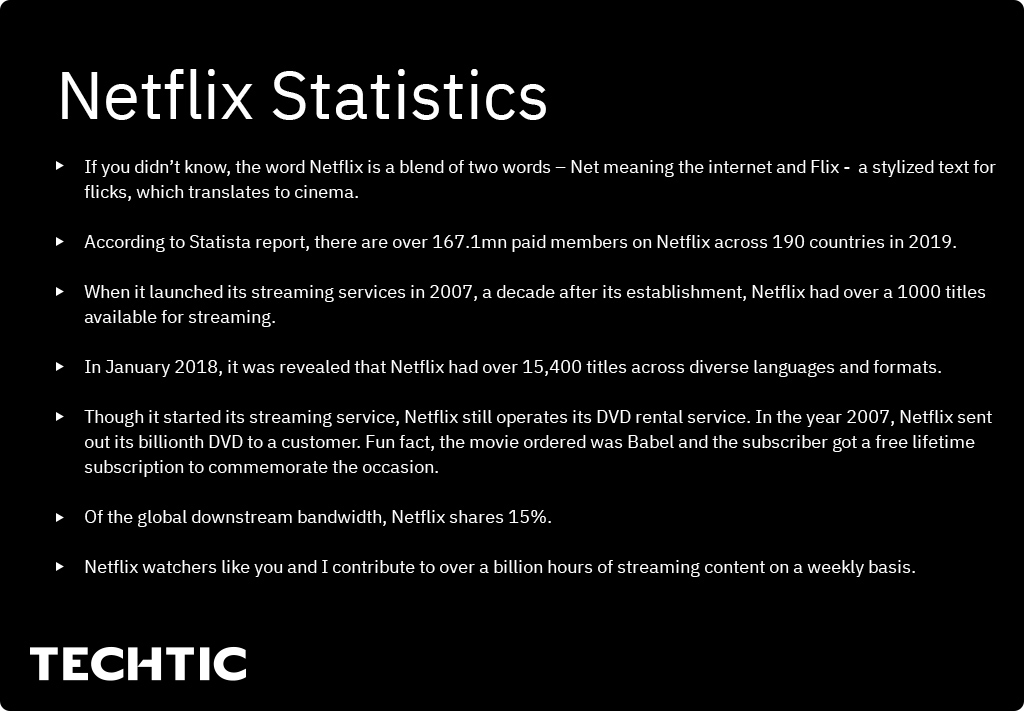 Netflix Statistics
If you didn’t know, the word Netflix is a blend of two words – Net meaning the internet and Flix -  a stylized text for
flicks, which translates to cinema.
According to Statista report, there are over 167.1mn paid members on Netflix across 190 countries in 2019.
When it launched its streaming services in 2007, a decade after its establishment, Netflix had over a 1000 titles
available for streaming.
In January 2018, it was revealed that Netflix had over 15,400 titles across diverse languages and formats.
Though it started its streaming service, Netflix still operates its DVD rental service. In the year 2007, Netflix sent
out its billionth DVD to a customer. Fun fact, the movie ordered was Babel and the subscriber got a free lifetime
subscription to commemorate the occasion.
Of the global downstream bandwidth, Netflix shares 15%.
Netflix watchers like you and I contribute to over a billion hours of streaming content on a weekly basis.
TECHTIC